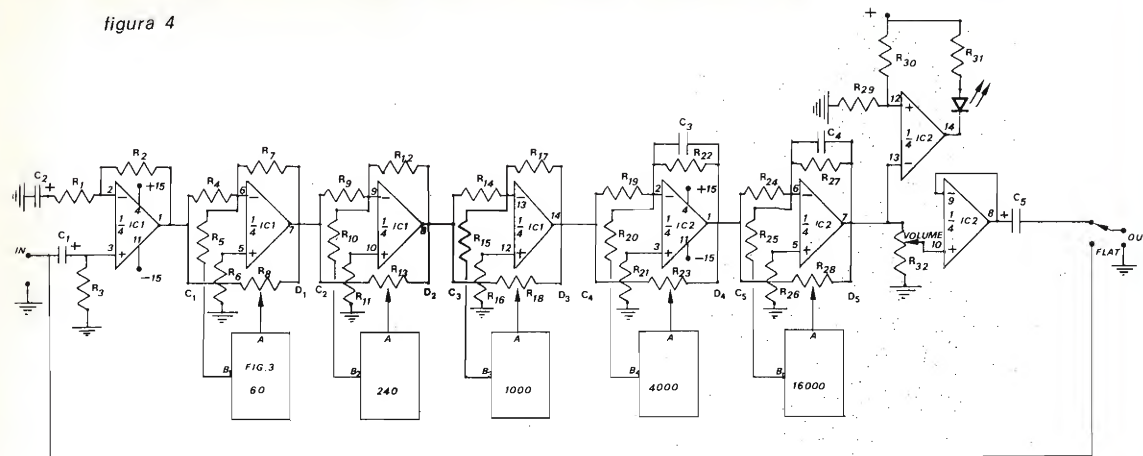 figura 4
+
R30
R31
R29
12
+
1/4 IC2
14
13
−
C2
+
R1
R2
2
−
+15
4
1/4 IC1
1
11
−15
3
+
IN
C1
+
R3
R4
R7
6
−
1/4 IC1
7
5
+
R5
R6
R8
C1
D1
R9
R12
9
−
1/4 IC1
8
10
+
R10
R11
R13
C2
D2
R14
R17
13
−
1/4 IC1
14
12
+
R15
R16
R18
C3
D3
C3
R19
R22
2
−
+15
4
1/4 IC2
1
11
−15
3
+
R20
R21
R23
C4
D4
C4
R24
R27
6
−
1/4 IC2
7
5
+
R25
R26
R28
C5
D5
VOLUME
R32
9
−
1/4 IC2
8
10
+
+
C5
OU
FLAT
A
B1
FIG.3
60
A
B2
240
A
B3
1000
A
B4
4000
A
B5
16000